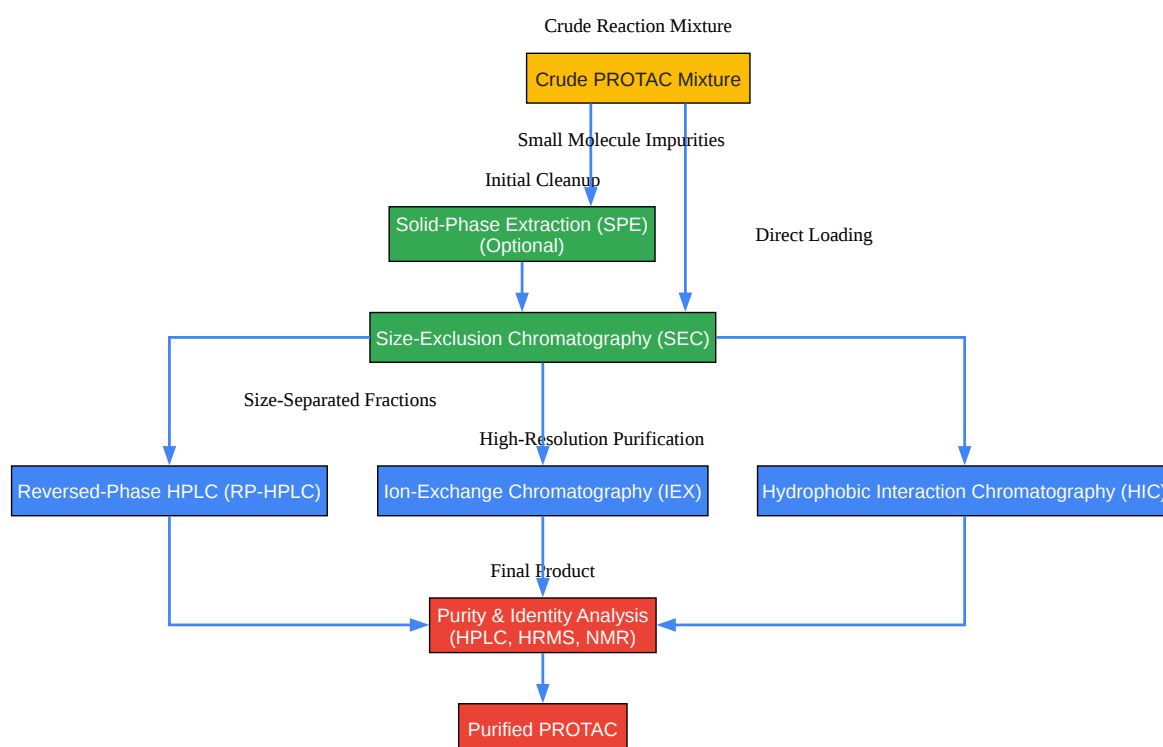 Crude Reaction Mixture
Crude PROTAC Mixture
Small Molecule Impurities
Initial Cleanup
Solid-Phase Extraction (SPE)
(Optional)
Direct Loading
Size-Exclusion Chromatography (SEC)
Size-Separated Fractions
High-Resolution Purification
Reversed-Phase HPLC (RP-HPLC)
Ion-Exchange Chromatography (IEX)
Hydrophobic Interaction Chromatography (HIC)
Final Product
Purity & Identity Analysis
(HPLC, HRMS, NMR)
Purified PROTAC